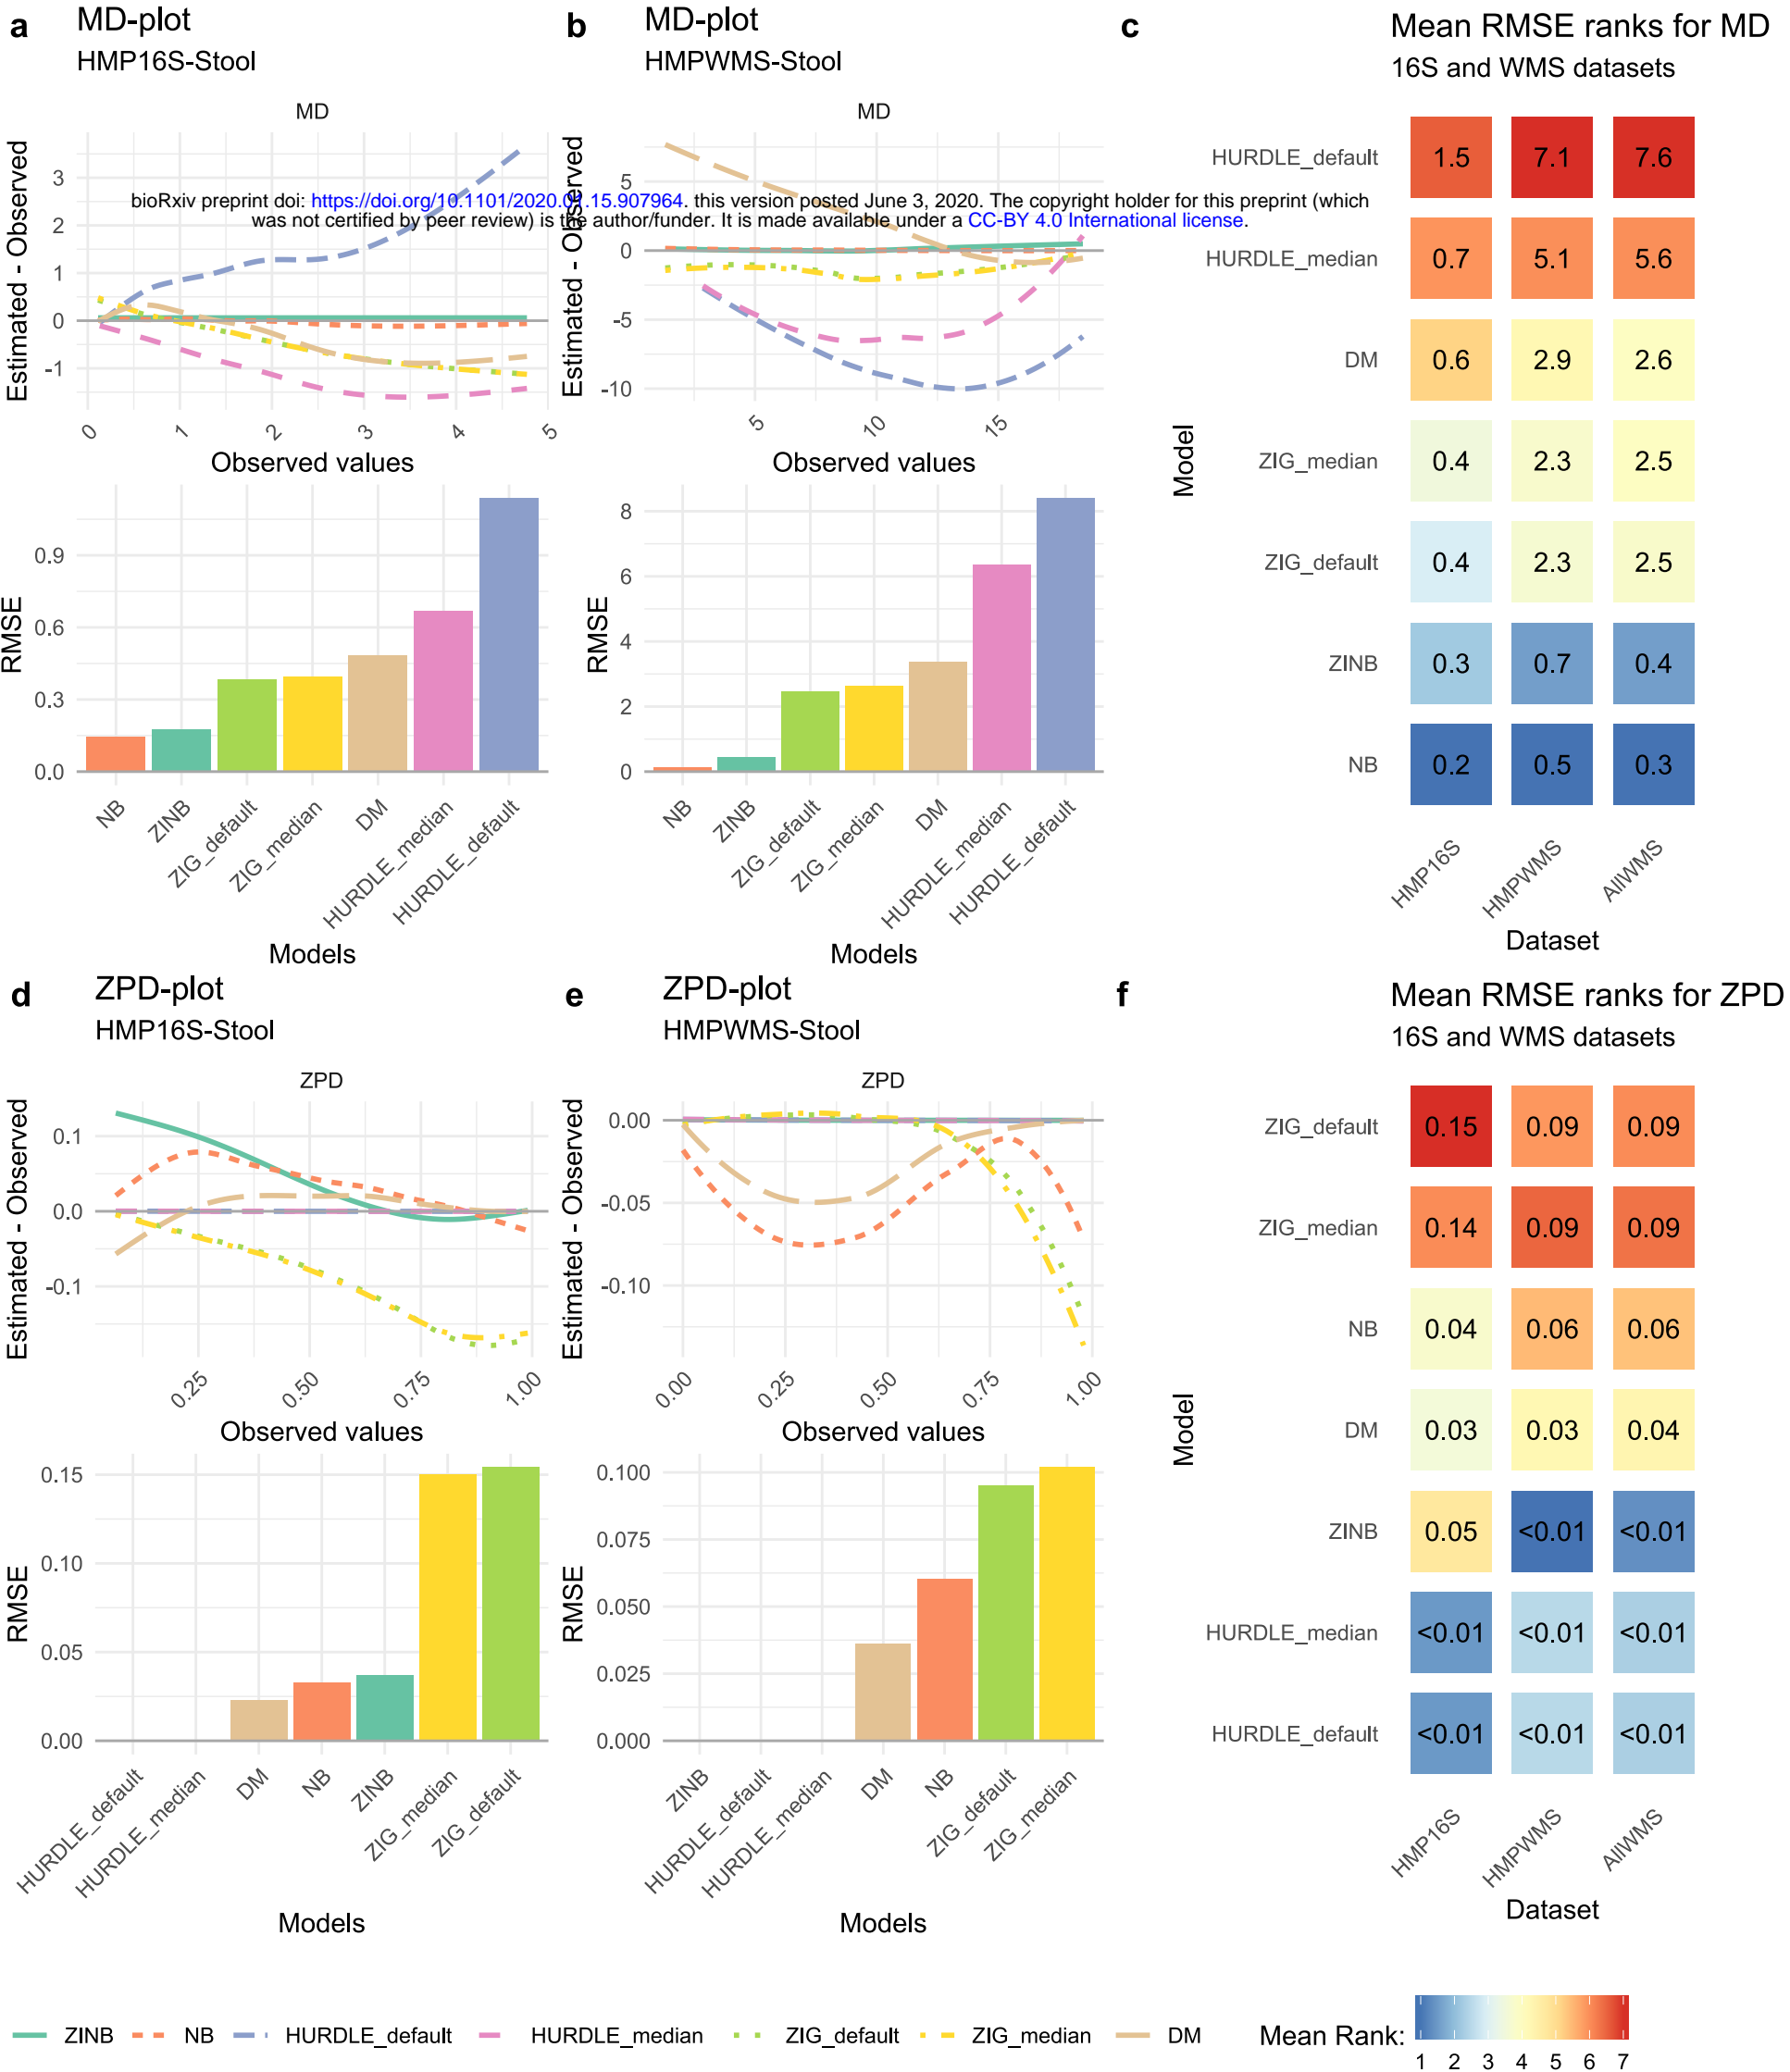 a MD-plot
HMP16S-Stool
MD
Estimated - Observed
3
2
1
0
-1
0 1 2 3 4 5
Observed values
RMSE
0.9
0.6
0.3
0.0
NB ZINB ZIG_default ZIG_median DM HURDLE_median HURDLE_default
Models
b MD-plot
HMPWMS-Stool
MD
Estimated - Observed
5
0
-5
-10
5 10 15
Observed values
RMSE
8
6
4
2
0
NB ZINB ZIG_default ZIG_median DM HURDLE_median HURDLE_default
Models
bioRxiv preprint doi: https://doi.org/10.1101/2020.01.15.907964. this version posted June 3, 2020. The copyright holder for this preprint (which
was not certified by peer review) is the author/funder. It is made available under a CC-BY 4.0 International license.
c Mean RMSE ranks for MD
16S and WMS datasets
Model
HURDLE_default 1.5 7.1 7.6
HURDLE_median 0.7 5.1 5.6
DM 0.6 2.9 2.6
ZIG_median 0.4 2.3 2.5
ZIG_default 0.4 2.3 2.5
ZINB 0.3 0.7 0.4
NB 0.2 0.5 0.3
HMP16S HMPWMS AllWMS
Dataset
d ZPD-plot
HMP16S-Stool
ZPD
Estimated - Observed
0.1
0.0
-0.1
0.25 0.50 0.75 1.00
Observed values
RMSE
0.15
0.10
0.05
0.00
HURDLE_default HURDLE_median DM NB ZINB ZIG_median ZIG_default
Models
e ZPD-plot
HMPWMS-Stool
ZPD
Estimated - Observed
0.00
-0.05
-0.10
0.00 0.25 0.50 0.75 1.00
Observed values
RMSE
0.100
0.075
0.050
0.025
0.000
ZINB HURDLE_default HURDLE_median DM NB ZIG_default ZIG_median
Models
f Mean RMSE ranks for ZPD
16S and WMS datasets
Model
ZIG_default 0.15 0.09 0.09
ZIG_median 0.14 0.09 0.09
NB 0.04 0.06 0.06
DM 0.03 0.03 0.04
ZINB 0.05 <0.01 <0.01
HURDLE_median <0.01 <0.01 <0.01
HURDLE_default <0.01 <0.01 <0.01
HMP16S HMPWMS AllWMS
Dataset
ZINB NB HURDLE_default HURDLE_median ZIG_default ZIG_median DM
Mean Rank: 1 2 3 4 5 6 7